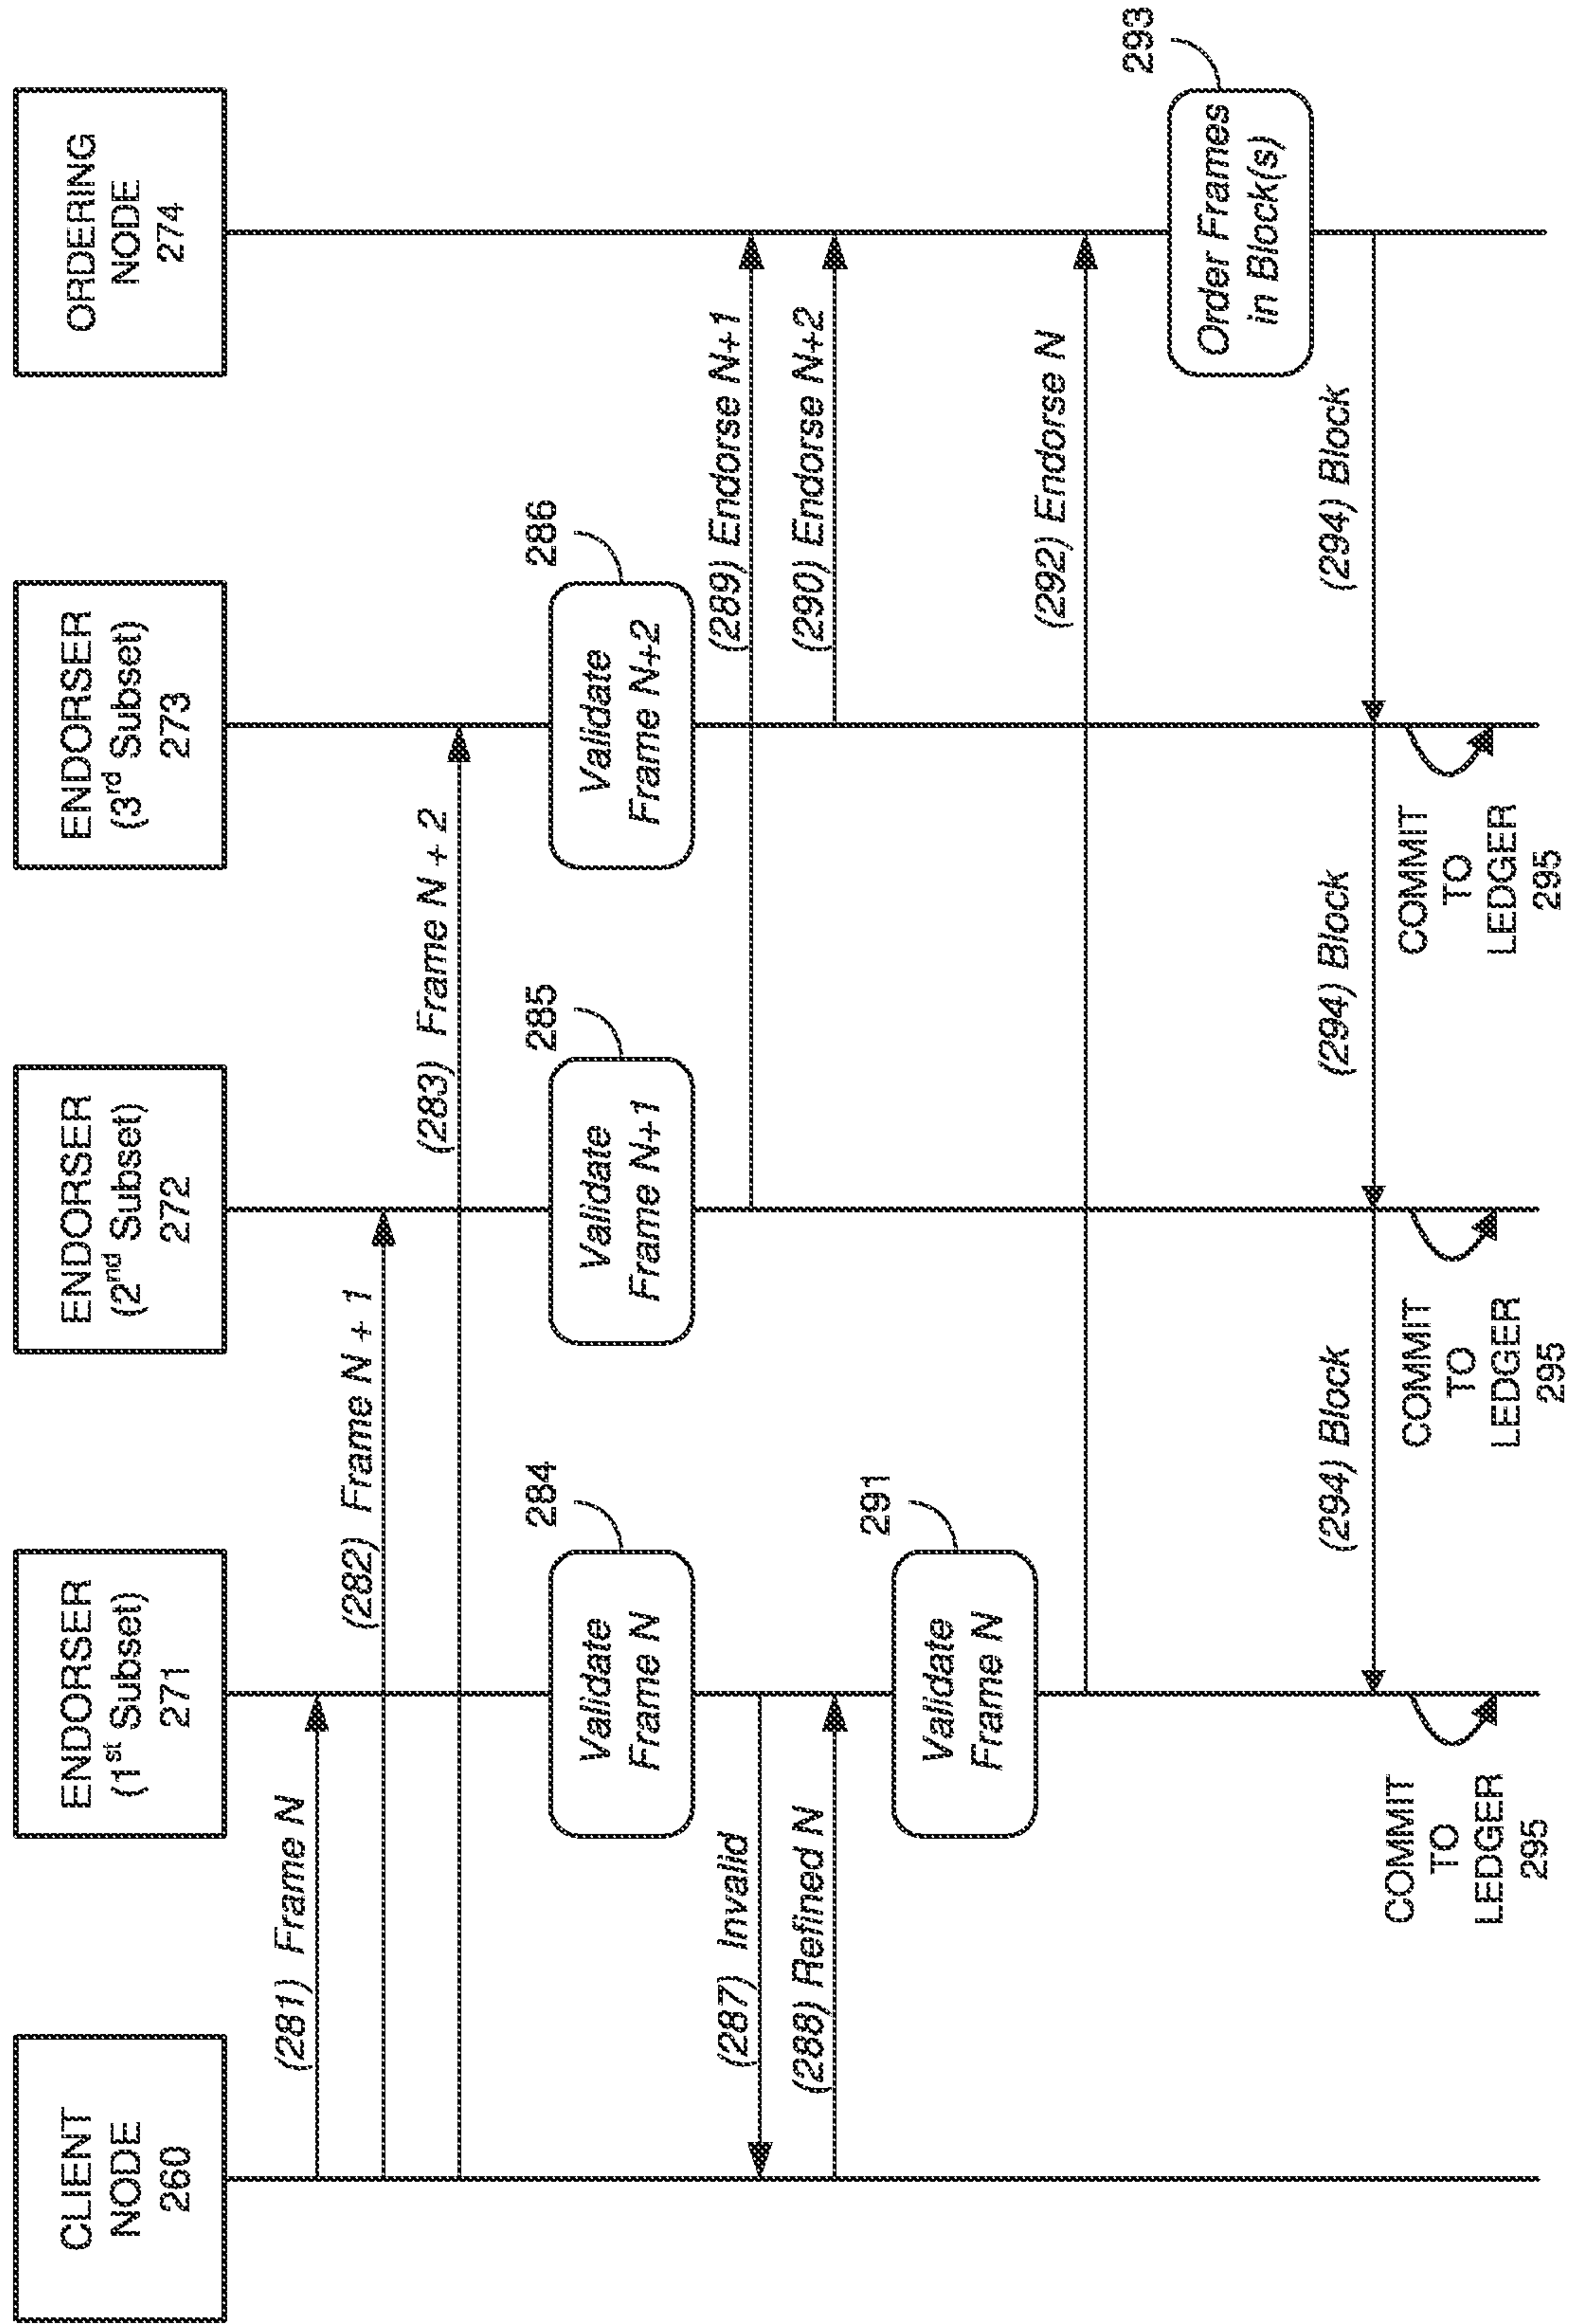 CLIENT
NODE
260
ENDORSER
(1st Subset)
271
ENDORSER
(2nd Subset)
272
ENDORSER
(3rd Subset)
273
ORDERING
NODE
274
(281) Frame N
(282) Frame N + 1
(283) Frame N + 2
284
Validate
Frame N
285
Validate
Frame N+1
286
Validate
Frame N+2
(287) Invalid
(289) Endorse N+1
(288) Refined N
(290) Endorse N+2
291
Validate
Frame N
(292) Endorse N
293
Order Frames
in Block(s)
(294) Block
(294) Block
(294) Block
COMMIT
TO
LEDGER
295
COMMIT
TO
LEDGER
295
COMMIT
TO
LEDGER
295